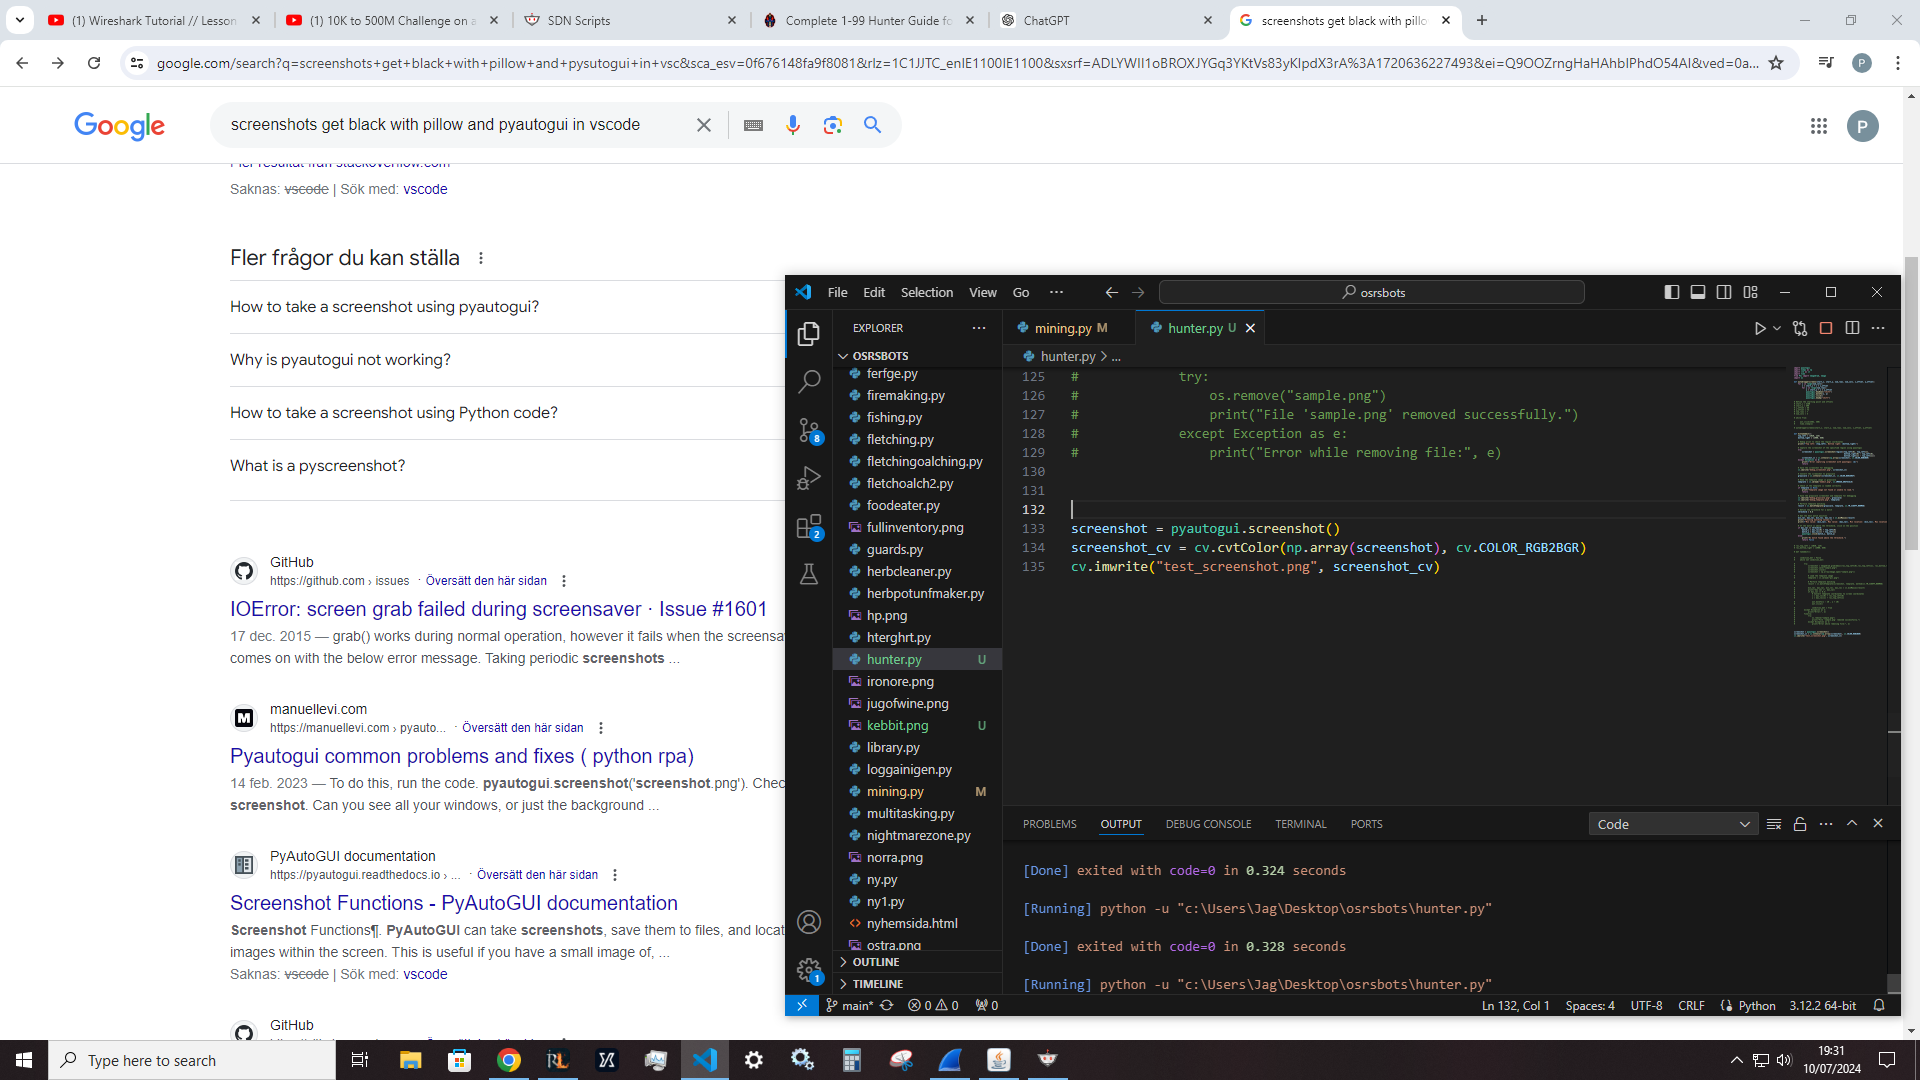 (1) Wireshark Tutorial // Lesson
(1) 10K to 500M Challenge on a
SDN Scripts
Complete 1-99 Hunter Guide fo
ChatGPT
screenshots get black with pillo
google.com/search?q=screenshots+get+black+with+pillow+and+pysutogui+in+vsc&sca_esv=0f676148fa9f8081&rlz=1C1JJTC_enIE1100IE1100&sxsrf=ADLYWII1oBROXJYGq3YKtVs83yKIpdX3rA%3A1720636227493&ei=Q9OOZrngHaHAhbIPhdO54AI&ved=0a...
P
Google
screenshots get black with pillow and pyautogui in vscode
P
Fler resultat från stackoverflow.com
Saknas: vscode | Sök med: vscode
Fler frågor du kan ställa
How to take a screenshot using pyautogui?
Why is pyautogui not working?
How to take a screenshot using Python code?
What is a pyscreenshot?
GitHub
https://github.com › issues · Översätt den här sidan
IOError: screen grab failed during screensaver · Issue #1601
17 dec. 2015 — grab() works during normal operation, however it fails when the screensa
comes on with the below error message. Taking periodic screenshots ...
manuellevi.com
https://manuellevi.com › pyauto... · Översätt den här sidan
Pyautogui common problems and fixes ( python rpa)
14 feb. 2023 — To do this, run the code. pyautogui.screenshot('screenshot.png'). Chec
screenshot. Can you see all your windows, or just the background ...
PyAutoGUI documentation
https://pyautogui.readthedocs.io › ... · Översätt den här sidan
Screenshot Functions - PyAutoGUI documentation
Screenshot Functions¶. PyAutoGUI can take screenshots, save them to files, and locat
images within the screen. This is useful if you have a small image of, ...
Saknas: vscode | Sök med: vscode
GitHub
File Edit Selection View Go ...
osrsbots
EXPLORER
OSRSBOTS
ferfge.py
firemaking.py
fishing.py
fletching.py
fletchingoalching.py
fletchoalch2.py
foodeater.py
fullinventory.png
guards.py
herbcleaner.py
herbpotunfmaker.py
hp.png
hterghrt.py
hunter.py U
ironore.png
jugofwine.png
kebbit.png U
library.py
loggainigen.py
mining.py M
multitasking.py
nightmarezone.py
norra.png
ny.py
ny1.py
nyhemsida.html
ostra.png
OUTLINE
TIMELINE
8
2
1
mining.py M
hunter.py U
hunter.py > ...
125 # try:
126 # os.remove("sample.png")
127 # print("File 'sample.png' removed successfully.")
128 # except Exception as e:
129 # print("Error while removing file:", e)
130
131
132
133 screenshot = pyautogui.screenshot()
134 screenshot_cv = cv.cvtColor(np.array(screenshot), cv.COLOR_RGB2BGR)
135 cv.imwrite("test_screenshot.png", screenshot_cv)
PROBLEMS OUTPUT DEBUG CONSOLE TERMINAL PORTS
Code
[Done] exited with code=0 in 0.324 seconds
[Running] python -u "c:\Users\Jag\Desktop\osrsbots\hunter.py"
[Done] exited with code=0 in 0.328 seconds
[Running] python -u "c:\Users\Jag\Desktop\osrsbots\hunter.py"
main* 0 0 0
Ln 132, Col 1 Spaces: 4 UTF-8 CRLF Python 3.12.2 64-bit
Type here to search
19:31
10/07/2024